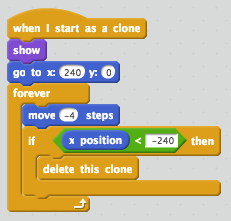 when I start as a clone
show
go to x: 240 y: 0
forever
move -4 steps
if x position < -240 then
delete this clone